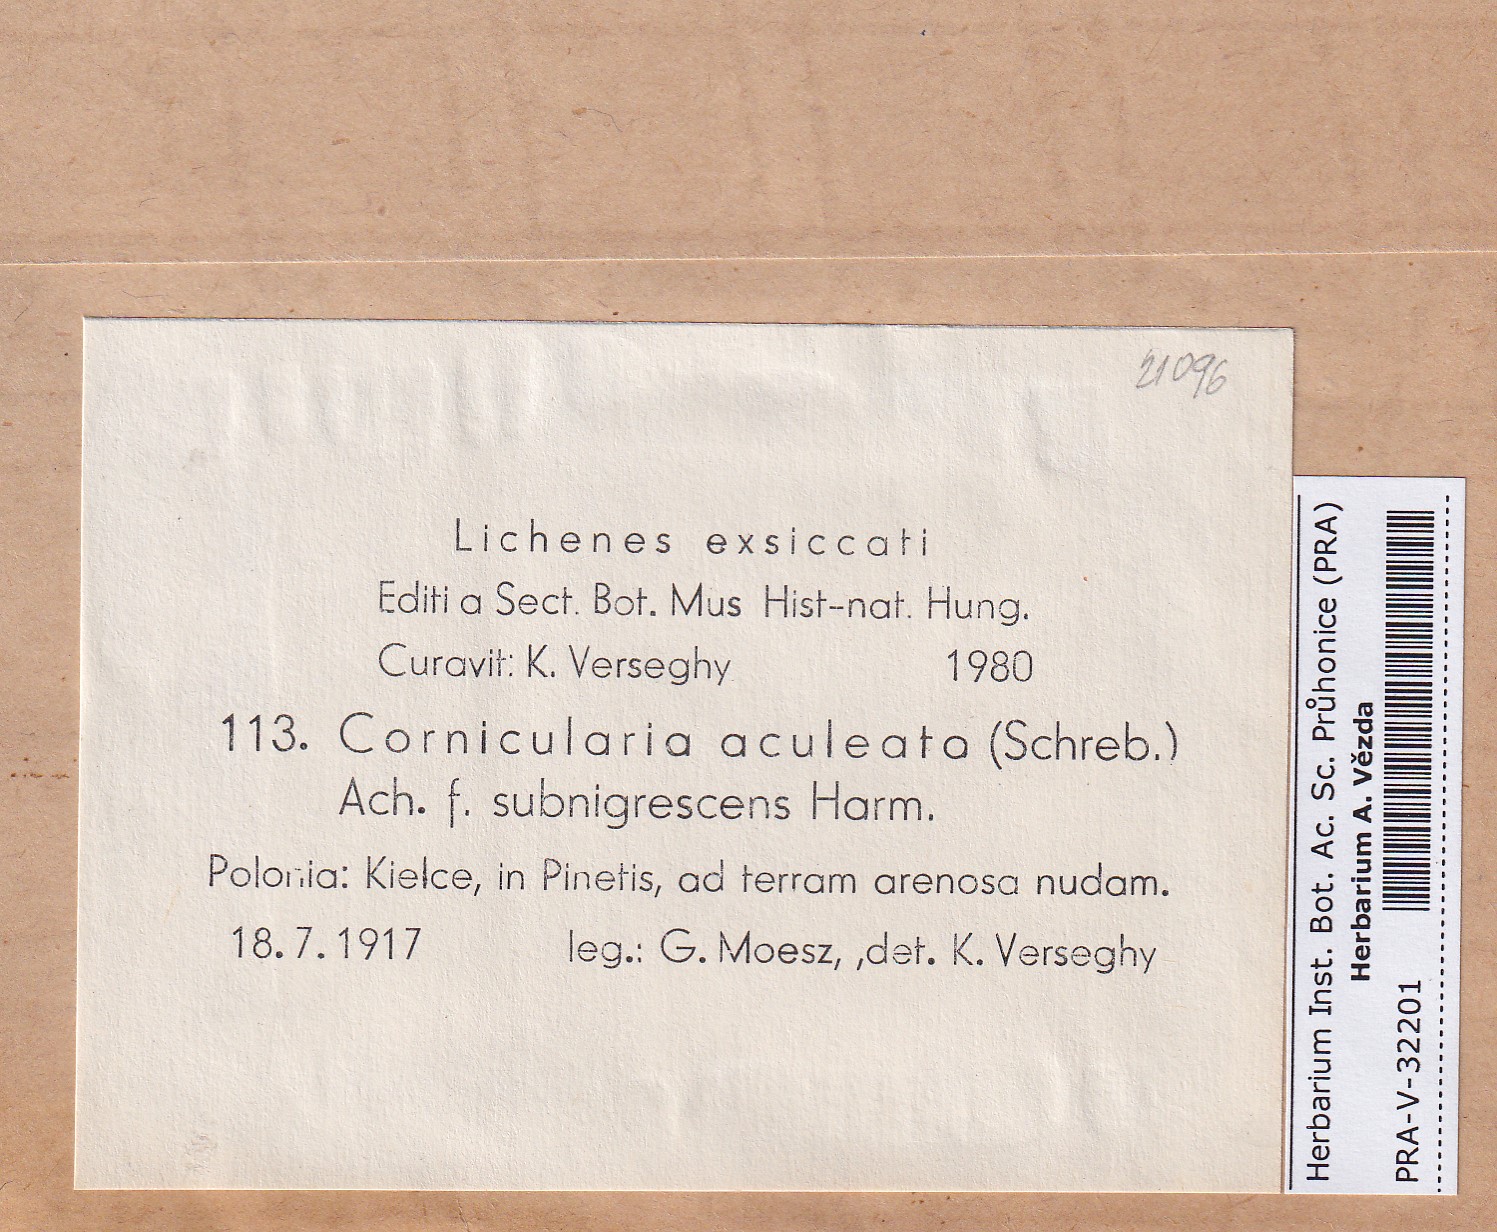 21096
Lichenes exsiccati
Editi a Sect. Bot. Mus Hist-nat. Hung.
Curavit: K. Verseghy 1980
113. Cornicularia aculeata (Schreb.)
Ach. f. subnigrescens Harm.
Polonia: Kielce, in Pinetis, ad terram arenosa nudam.
18.7.1917 leg.: G. Moesz, ,det. K. Verseghy
Herbarium Inst. Bot. Ac. Sc. Průhonice (PRA)
Herbarium A. Vězda
PRA-V-32201